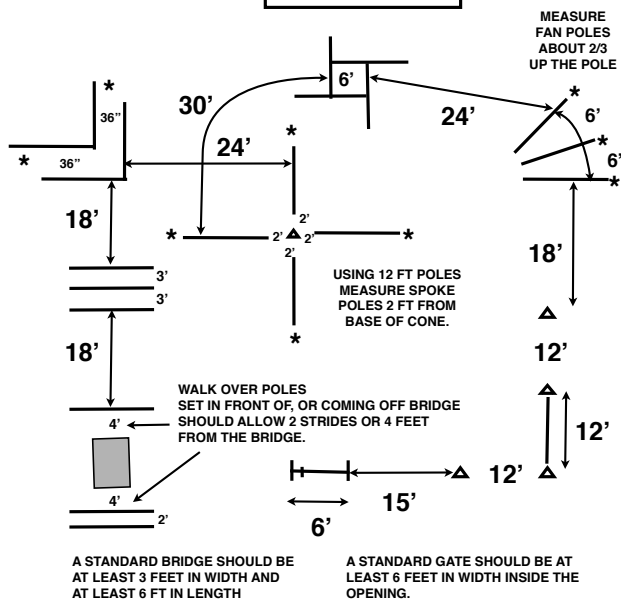 MEASURE
FAN POLES
ABOUT 2/3
UP THE POLE
6'
30’
24'
6’
*
*
36”
*
24'
*
*
36”
*
6’
*
18'
2'
*
2'
2'
*
18'
3’
2'
3’
USING 12 FT POLES
MEASURE SPOKE
POLES 2 FT FROM
BASE OF CONE.
*
18'
12’
WALK OVER POLES
SET IN FRONT OF, OR COMING OFF BRIDGE
SHOULD ALLOW 2 STRIDES OR 4 FEET
FROM THE BRIDGE.
4'
12’
4'
15’
12’
2’
6’
A STANDARD BRIDGE SHOULD BE
AT LEAST 3 FEET IN WIDTH AND
AT LEAST 6 FT IN LENGTH
A STANDARD GATE SHOULD BE AT
LEAST 6 FEET IN WIDTH INSIDE THE
OPENING.